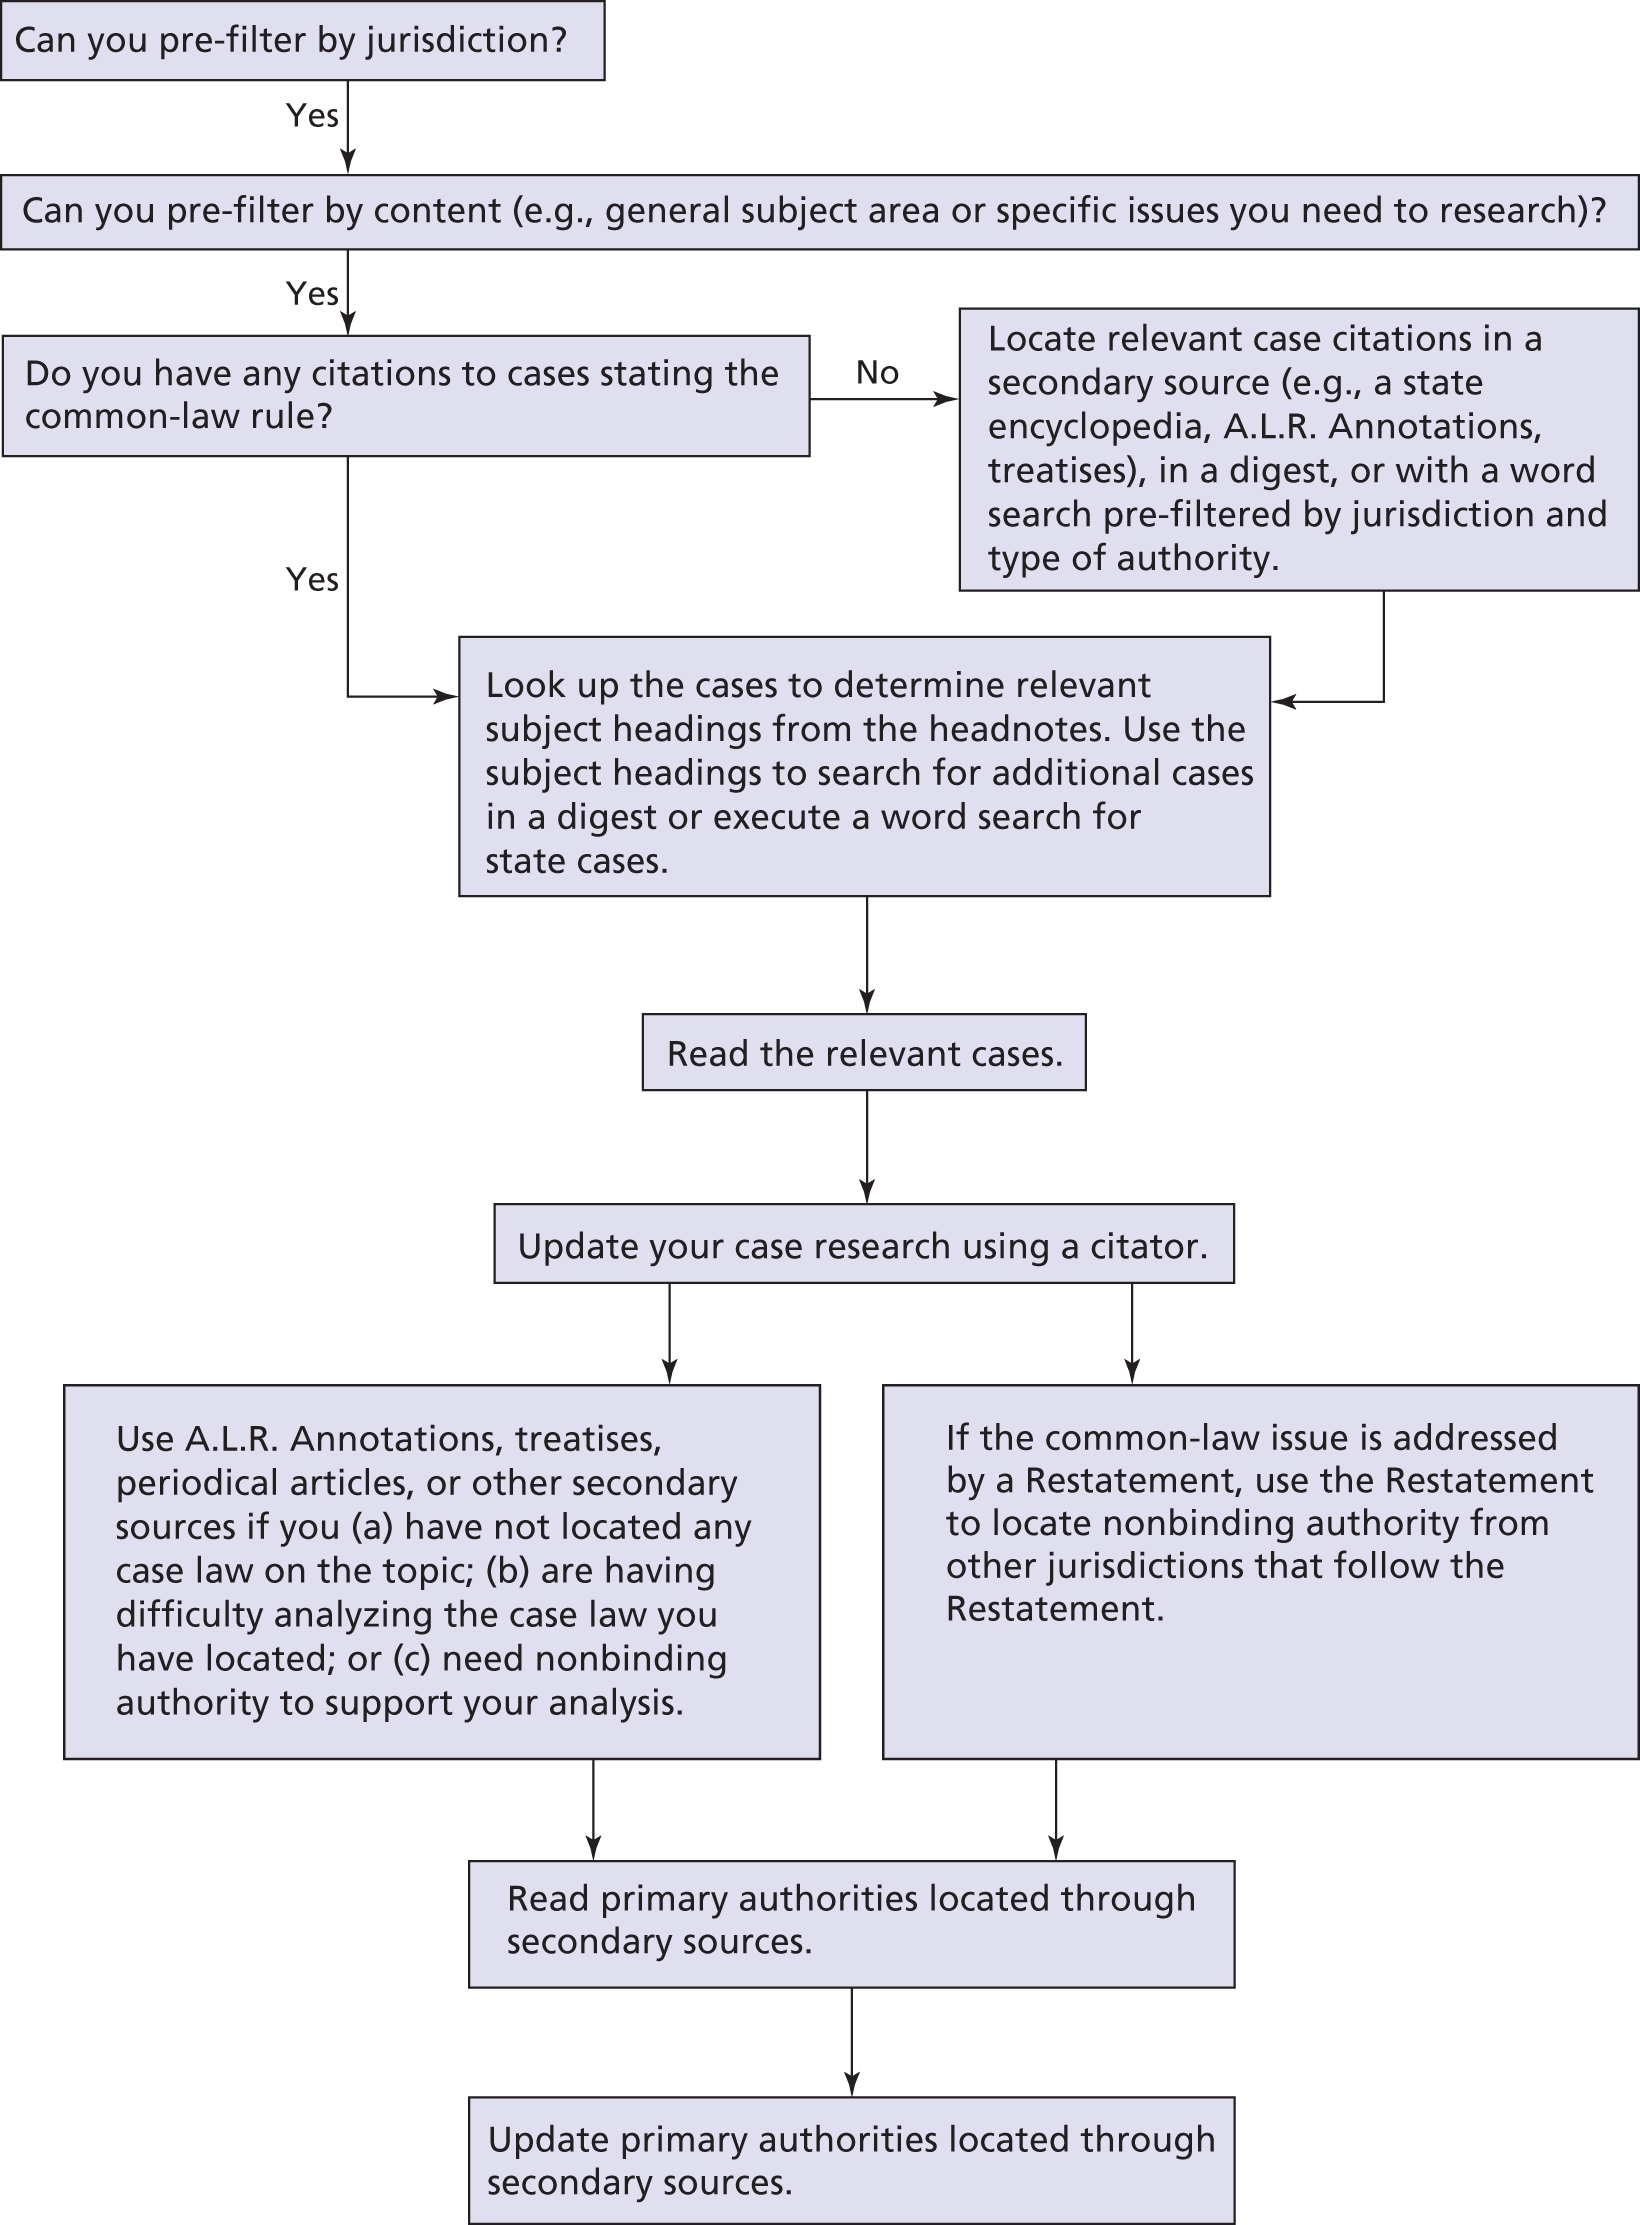 Can you pre-filter by jurisdiction?
Yes
Can you pre-filter by content (e.g., general subject area or specific issues you need to research)?
Yes
Do you have any citations to cases stating the
common-law rule?
No
Locate relevant case citations in a
secondary source (e.g., a state
encyclopedia, A.L.R. Annotations,
treatises), in a digest, or with a word
search pre-filtered by jurisdiction and
type of authority.
Yes
Look up the cases to determine relevant
subject headings from the headnotes. Use the
subject headings to search for additional cases
in a digest or execute a word search for
state cases.
Read the relevant cases.
Update your case research using a citator.
Use A.L.R. Annotations, treatises,
periodical articles, or other secondary
sources if you (a) have not located any
case law on the topic; (b) are having
difficulty analyzing the case law you
have located; or (c) need nonbinding
authority to support your analysis.
If the common-law issue is addressed
by a Restatement, use the Restatement
to locate nonbinding authority from
other jurisdictions that follow the
Restatement.
Read primary authorities located through
secondary sources.
Update primary authorities located through
secondary sources.